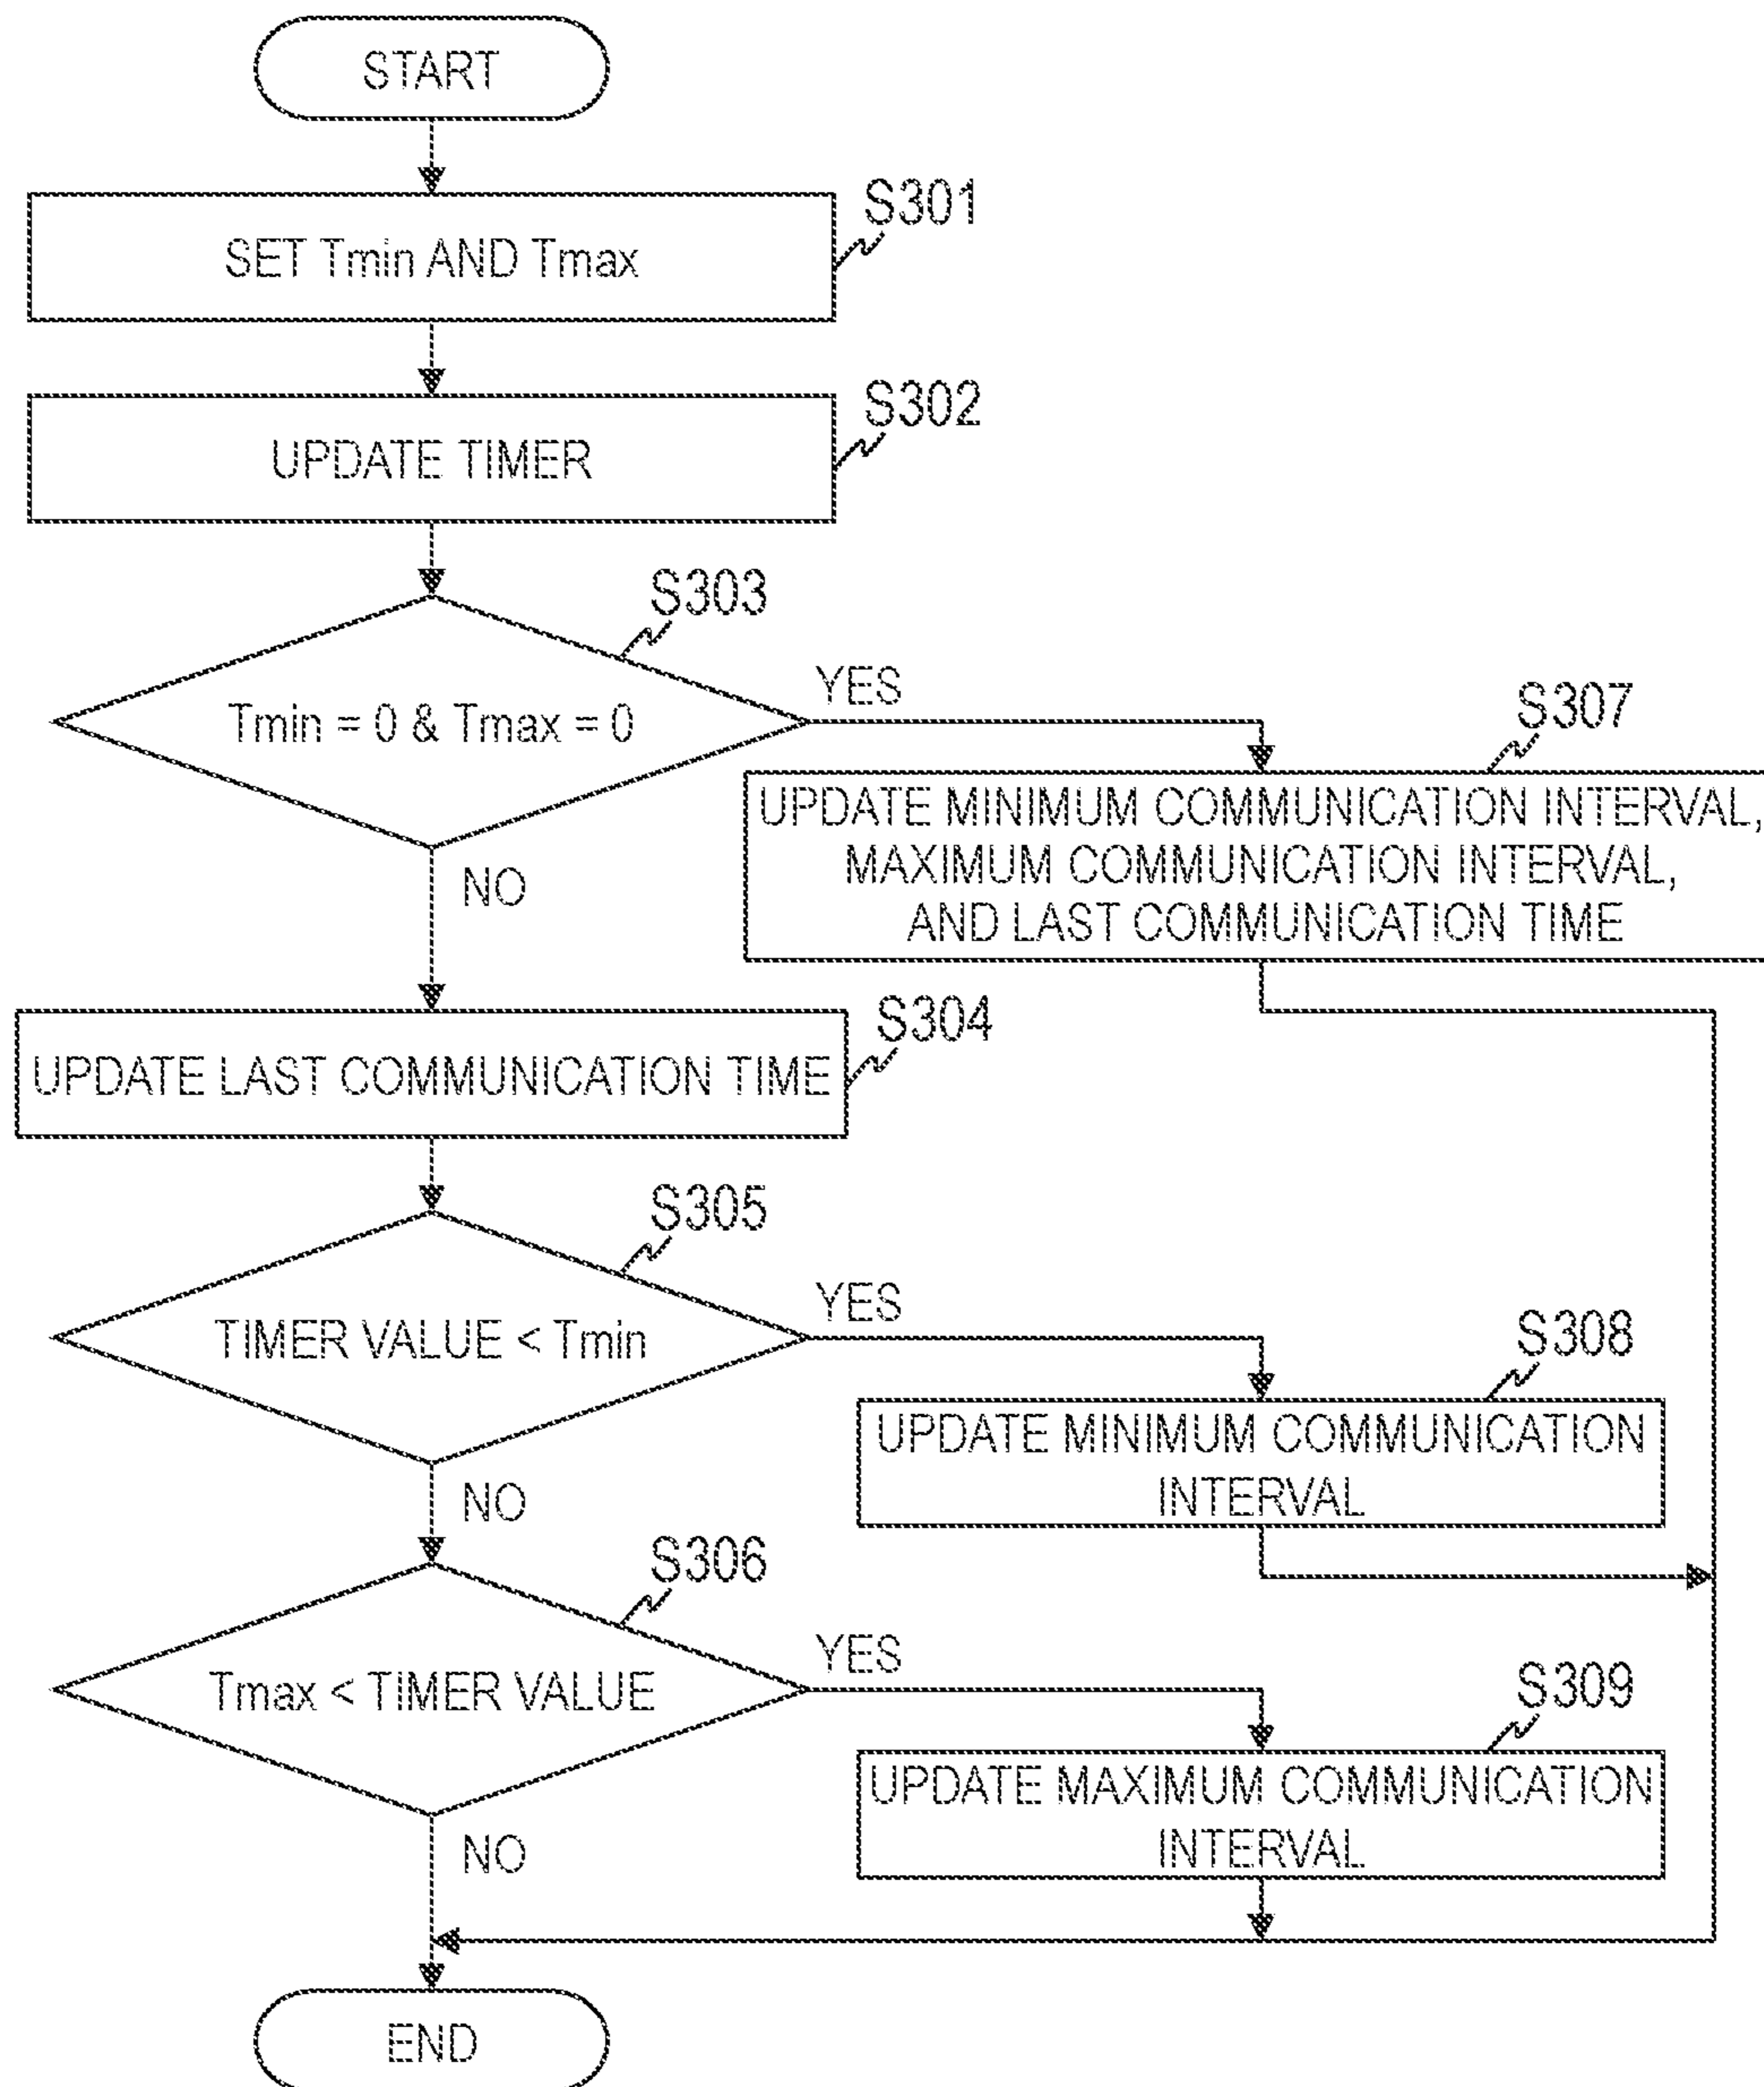 START
S301
SET Tmin AND Tmax
S302
UPDATE TIMER
S303
Tmin = 0 & Tmax = 0
YES
NO
S307
UPDATE MINIMUM COMMUNICATION INTERVAL,
MAXIMUM COMMUNICATION INTERVAL,
AND LAST COMMUNICATION TIME
S304
UPDATE LAST COMMUNICATION TIME
S305
TIMER VALUE < Tmin
YES
NO
S308
UPDATE MINIMUM COMMUNICATION
INTERVAL
S306
Tmax < TIMER VALUE
YES
NO
S309
UPDATE MAXIMUM COMMUNICATION
INTERVAL
END